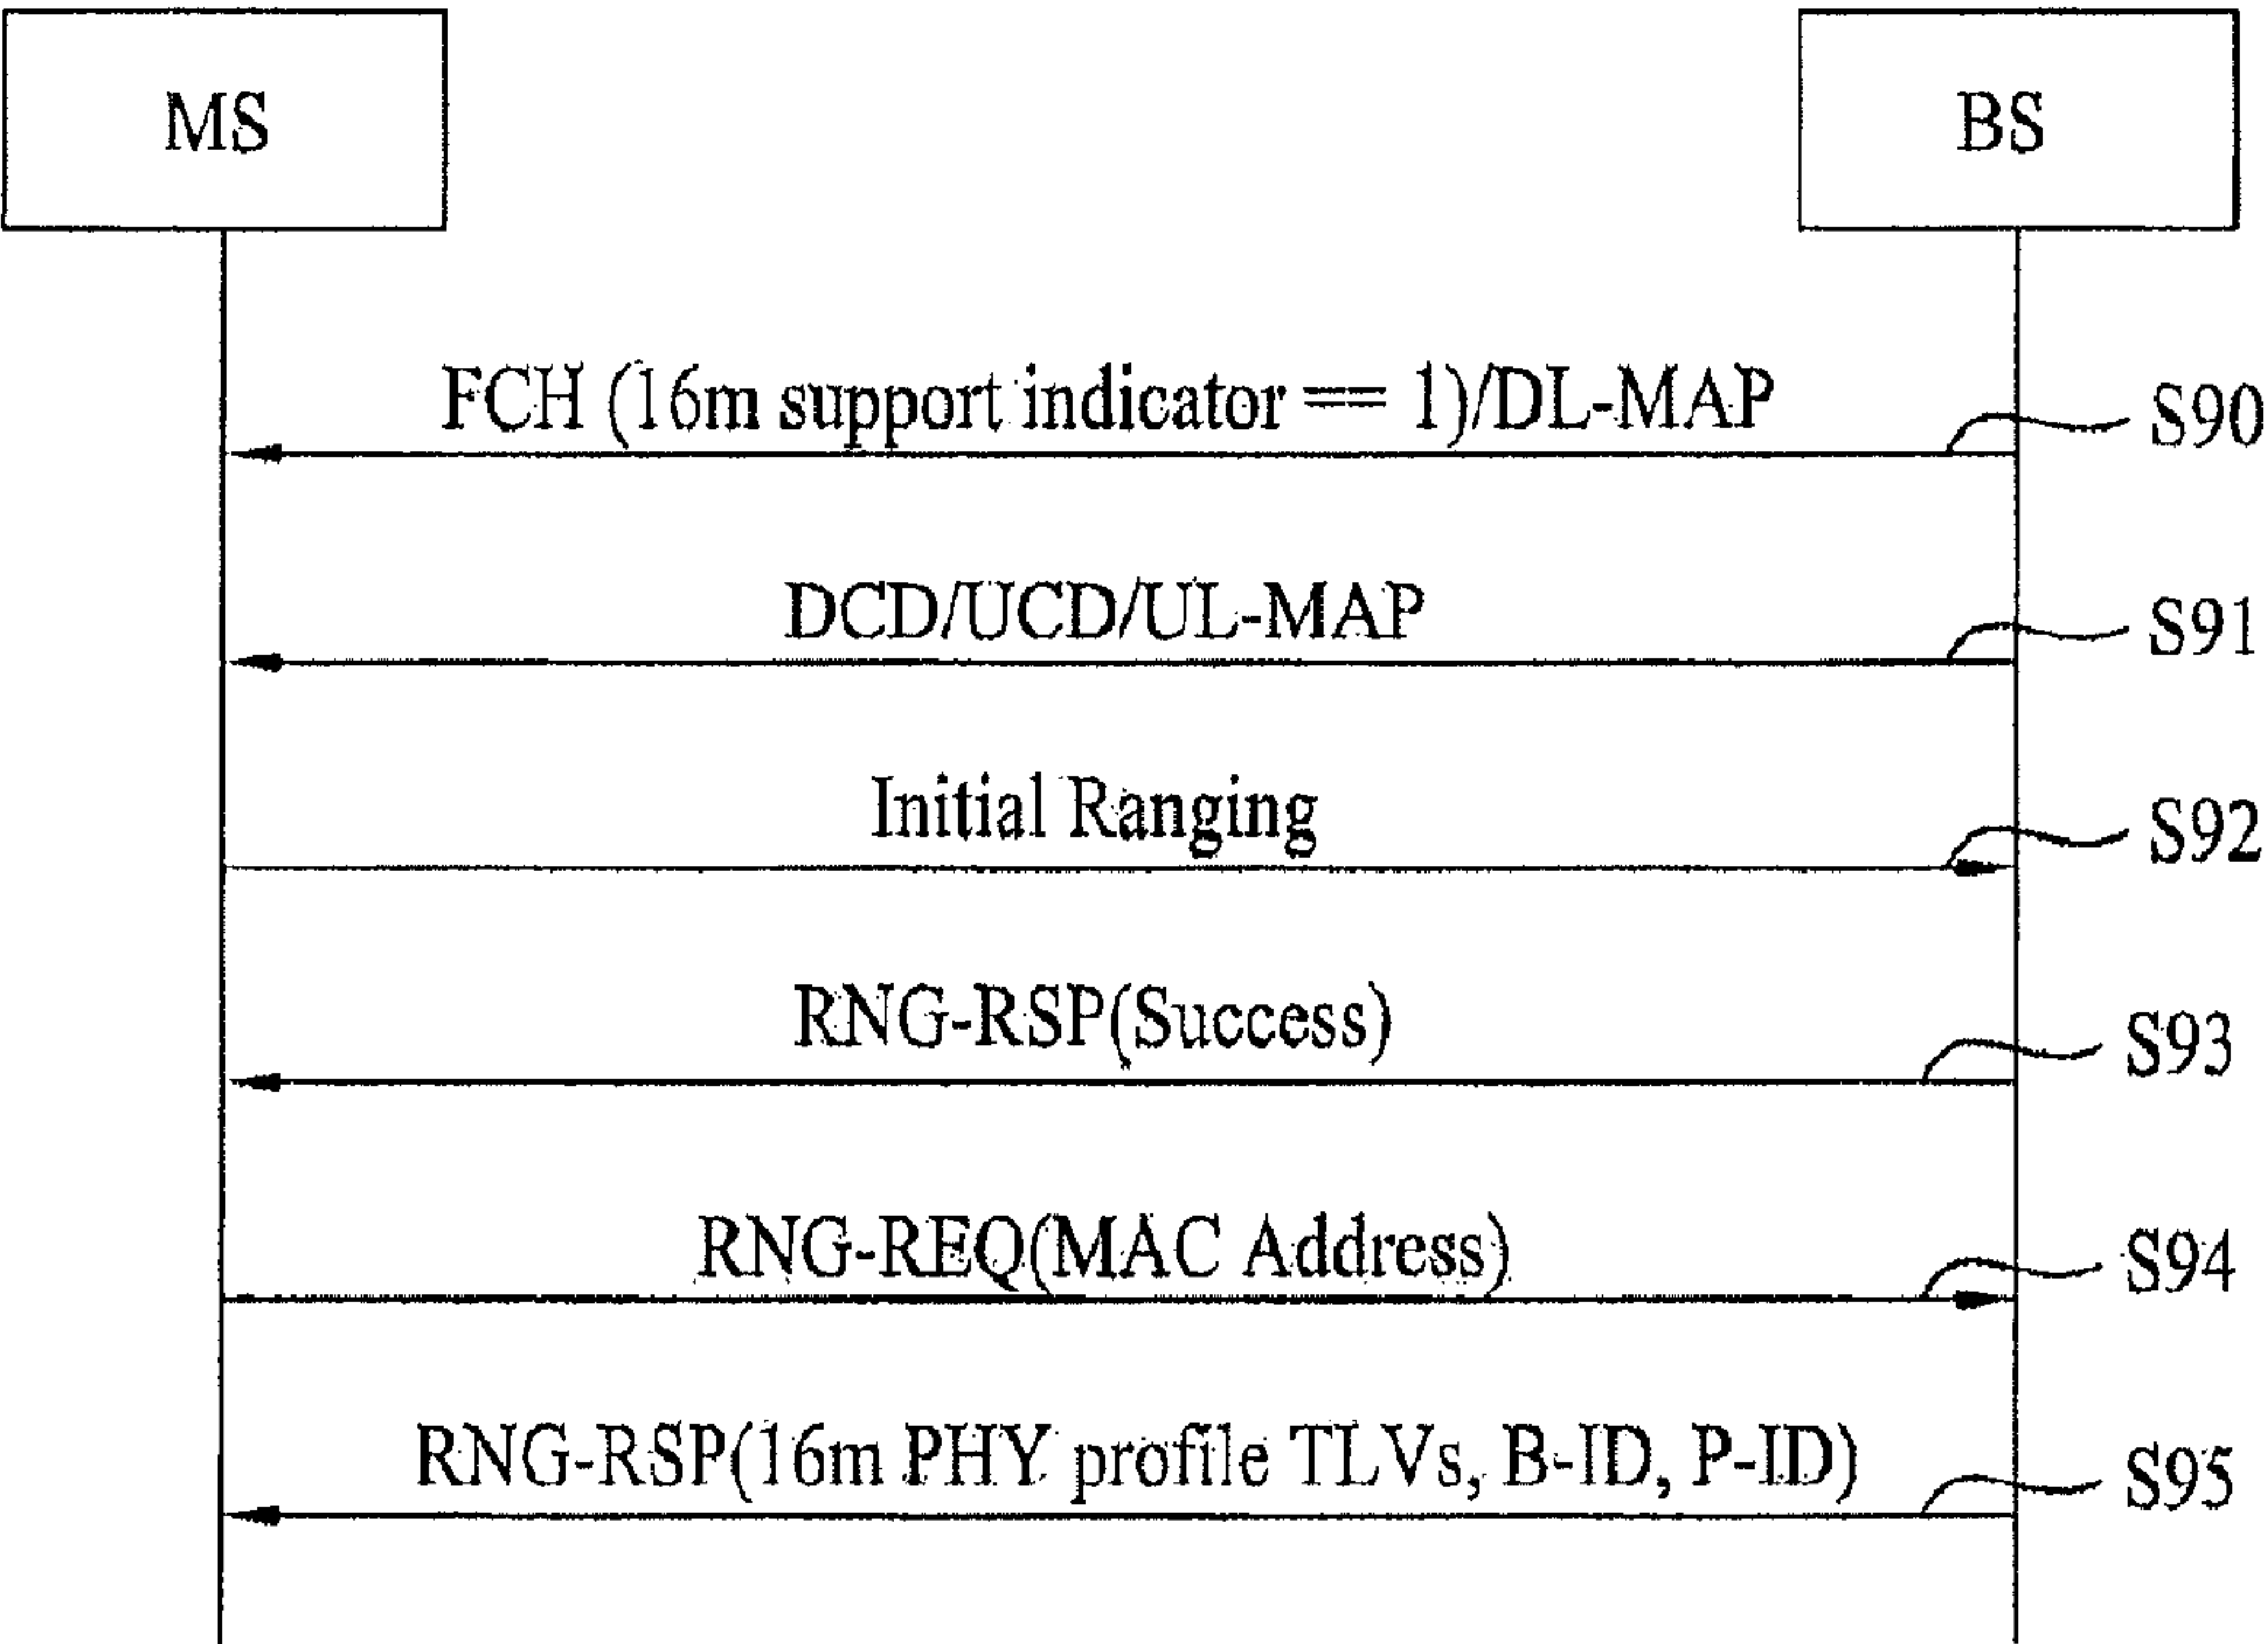 MS
BS
FCH (16m support indicator == 1)/DL-MAP
S90
DCD/UCD/UL-MAP
S91
Initial Ranging
S92
RNG-RSP(Success)
S93
RNG-REQ(MAC Address)
S94
RNG-RSP(16m PHY profile TLVs, B-ID, P-ID)
S95